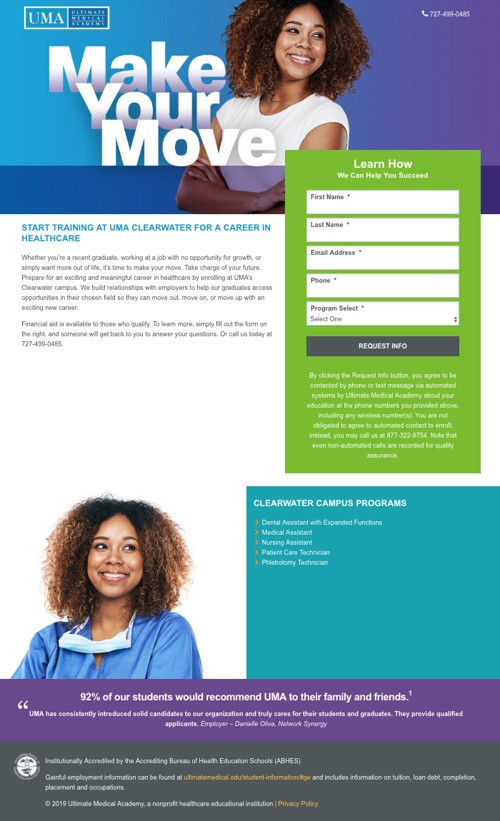 UMA ULTIMATE
MEDICAL
ACADEMY
727-499-0485
Make
Your
Move
Learn How
We Can Help You Succeed
First Name *
Last Name *
Email Address *
Phone *
Program Select *
Select One
REQUEST INFO
By clicking the Request Info button, you agree to be
contacted by phone or text message via automated
systems by Ultimate Medical Academy about your
education at the phone numbers you provided above,
including any wireless number(s). You are not
obligated to agree to automated contact to enroll;
instead, you may call us at 877-322-9754. Note that
even non-automated calls are recorded for quality
assurance.
START TRAINING AT UMA CLEARWATER FOR A CAREER IN
HEALTHCARE
Whether you're a recent graduate, working at a job with no opportunity for growth, or
simply want more out of life, it's time to make your move. Take charge of your future.
Prepare for an exciting and meaningful career in healthcare by enrolling at UMA's
Clearwater campus. We build relationships with employers to help our graduates access
opportunities in their chosen field so they can move out, move on, or move up with an
exciting new career.
Financial aid is available to those who qualify. To learn more, simply fill out the form on
the right, and someone will get back to you to answer your questions. Or call us today at
727-499-0485.
CLEARWATER CAMPUS PROGRAMS
Dental Assistant with Expanded Functions
Medical Assistant
Nursing Assistant
Patient Care Technician
Phlebotomy Technician
92% of our students would recommend UMA to their family and friends.1
“UMA has consistently introduced solid candidates to our organization and truly cares for their students and graduates. They provide qualified
applicants. Employer – Danielle Oliva, Network Synergy
Institutionally Accredited by the Accrediting Bureau of Health Education Schools (ABHES)
Gainful employment information can be found at ultimatemedical.edu/student-information/#ge and includes information on tuition, loan debt, completion,
placement and occupations.
© 2019 Ultimate Medical Academy, a nonprofit healthcare educational institution | Privacy Policy